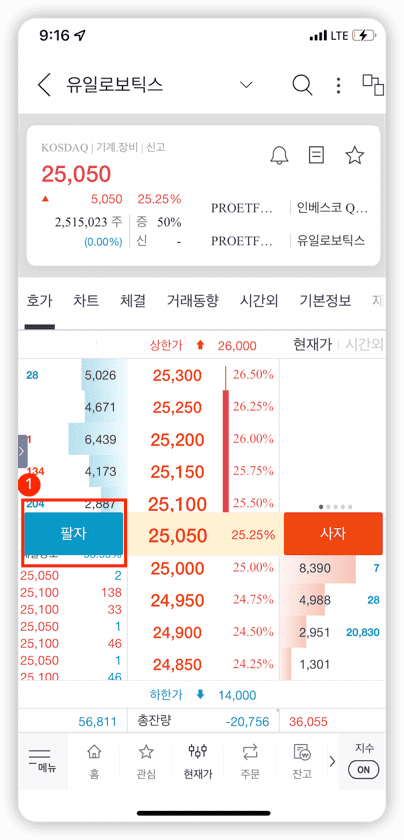 9:16 LTE
유일로보틱스
KOSDAQ | 기계.장비 | 신고
25,050
5,050 25.25%
2,515,023 주 증 50% PROETF… 인베스코 Q…
(0.00%) 신 - PROETF… 유일로보틱스
호가 차트 체결 거래동향 시간외 기본정보
상한가 26,000 현재가 | 시간외
28 5,026 25,300 26.50%
4,671 25,250 26.25%
1 6,439 25,200 26.00%
134 4,173 25,150 25.75%
1
204 2,887 25,100 25.50%
팔자 25,050 25.25% 사자
25,050 2 25,000 25.00% 8,390 7
25,100 138
25,100 33 24,950 24.75% 4,988 28
25,050 1 24,900 24.50% 2,951 20,830
25,100 46
25,050 1 24,850 24.25% 1,301
25,100 46
하한가 14,000
56,811 총잔량 -20,756 36,055
메뉴 홈 관심 현재가 주문 잔고 지수
ON